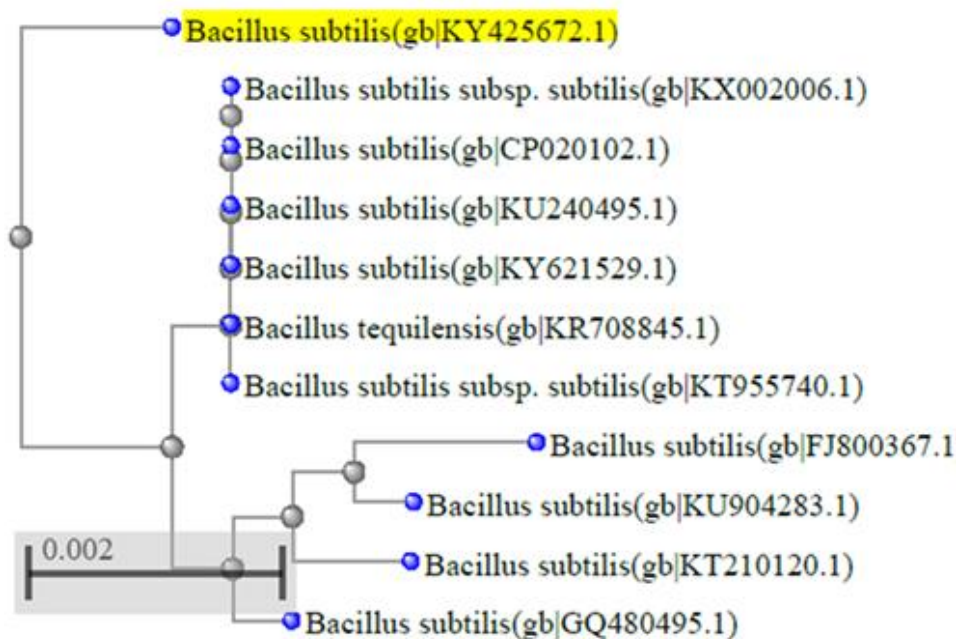 Bacillus subtilis(gb|KY425672.1)
Bacillus subtilis subsp. subtilis(gb|KX002006.1)
Bacillus subtilis(gb|CP020102.1)
Bacillus subtilis(gb|KU240495.1)
Bacillus subtilis(gb|KY621529.1)
Bacillus tequilensis(gb|KR708845.1)
Bacillus subtilis subsp. subtilis(gb|KT955740.1)
Bacillus subtilis(gb|FJ800367.1
Bacillus subtilis(gb|KU904283.1)
0.002
Bacillus subtilis(gb|KT210120.1)
Bacillus subtilis(gb|GQ480495.1)